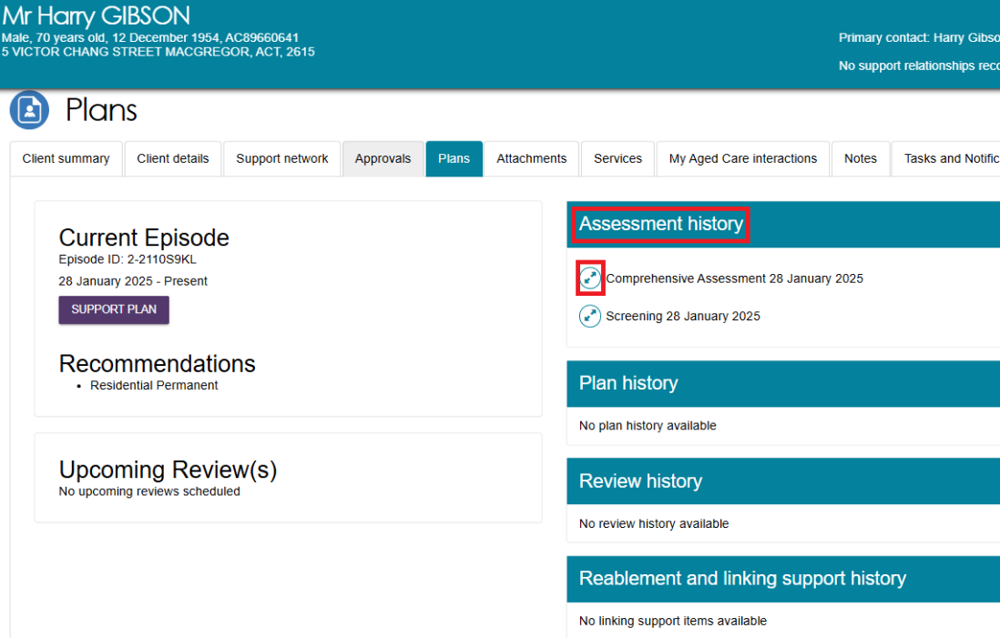 Mr Harry GIBSON
Male, 70 years old, 12 December 1954, AC89660641
5 VICTOR CHANG STREET MACGREGOR, ACT, 2615
Primary contact: Harry Gibso
No support relationships reco
Plans
Client summary
Client details
Support network
Approvals
Plans
Attachments
Services
My Aged Care interactions
Notes
Tasks and Notific
Current Episode
Episode ID: 2-2110S9KL
28 January 2025 - Present
SUPPORT PLAN
Recommendations
• Residential Permanent
Upcoming Review(s)
No upcoming reviews scheduled
Assessment history
Comprehensive Assessment 28 January 2025
Screening 28 January 2025
Plan history
No plan history available
Review history
No review history available
Reablement and linking support history
No linking support items available